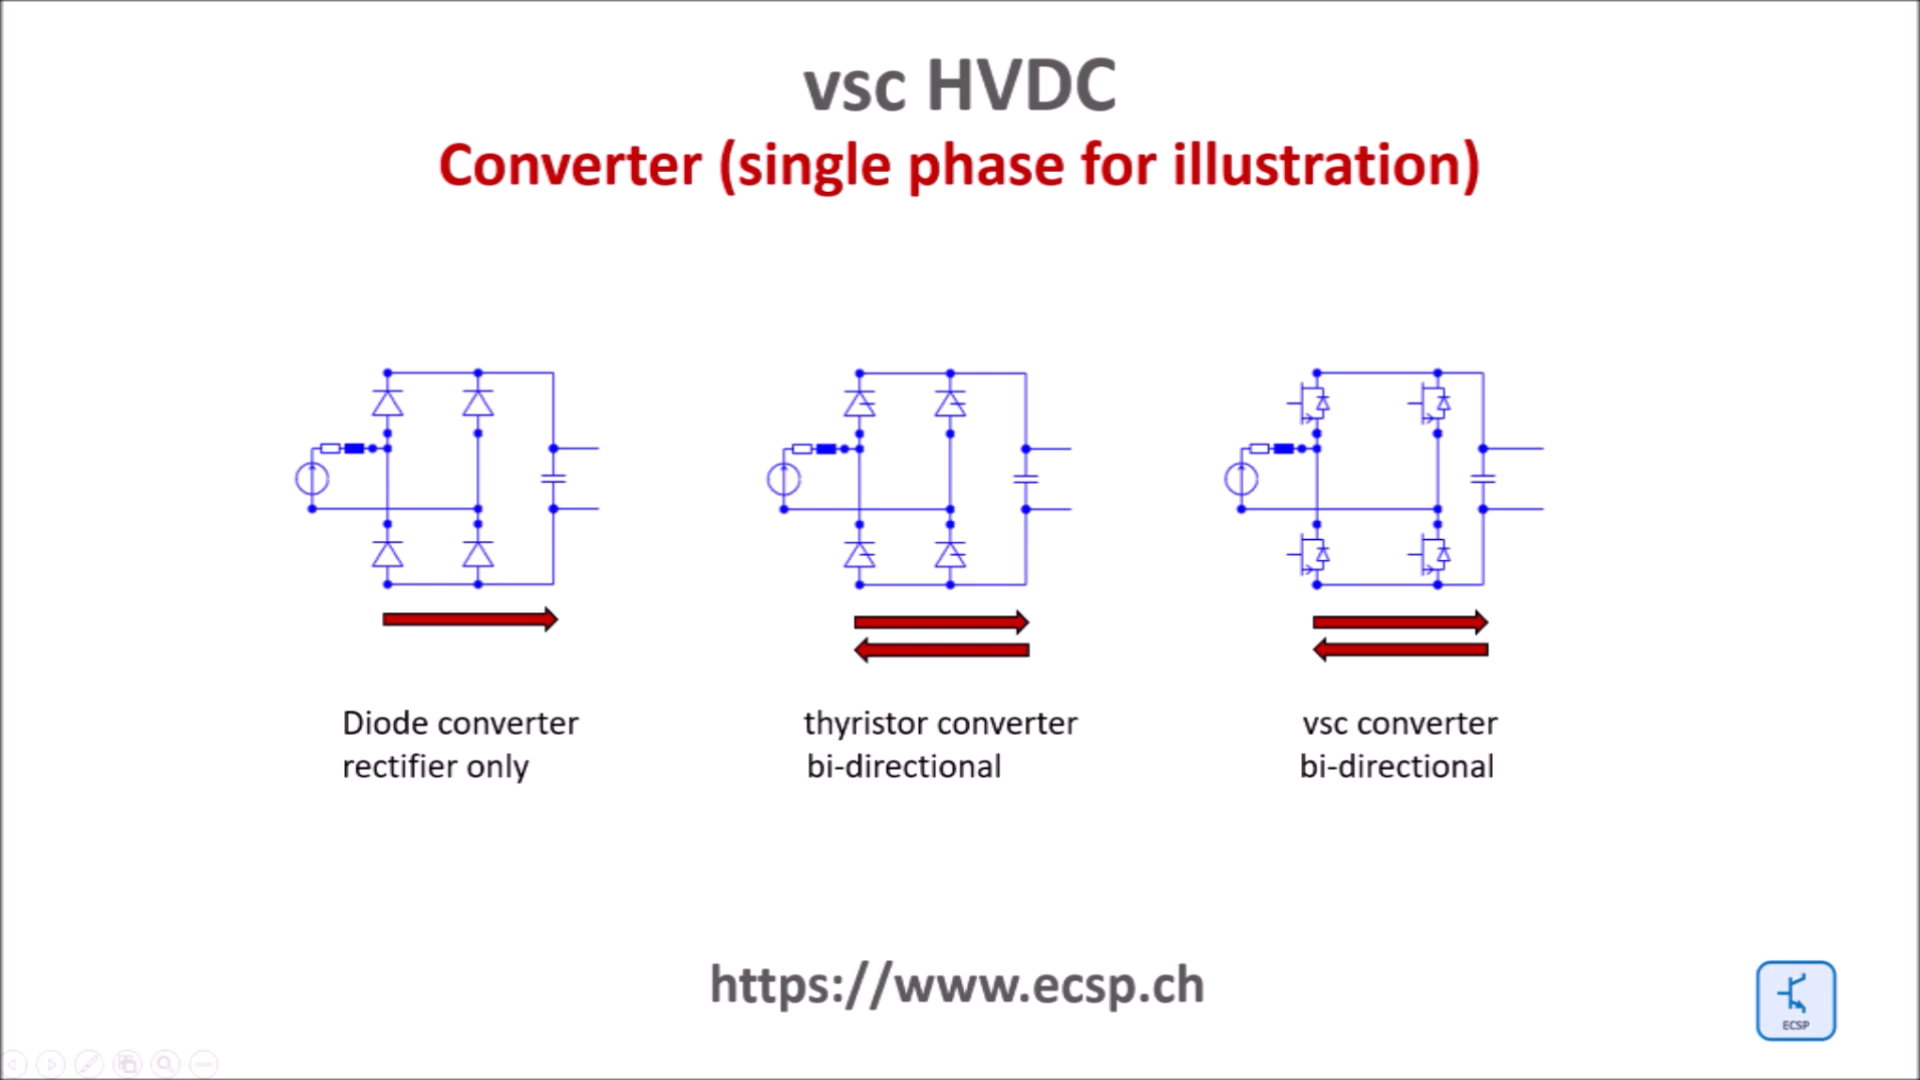 vsc HVDC
Converter (single phase for illustration)
Diode converter
rectifier only
thyristor converter
bi-directional
vsc converter
bi-directional
https://www.ecsp.ch
ECSP